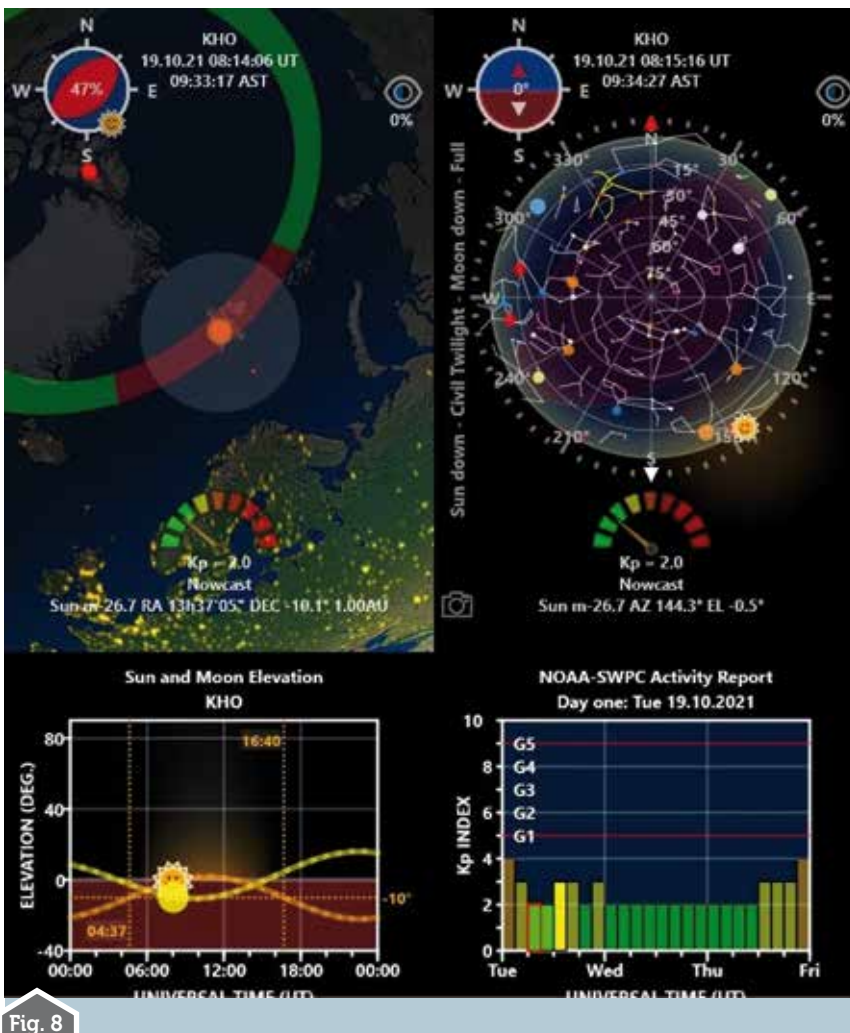 N
KHO
19.10.21 08:14:06 UT
09:33:17 AST
W
47%
E
0%
S
Kp = 2.0
Nowcast
Sun m-26.7 RA 13h37'05" DEC -10.1° 1.00AU
N
KHO
19.10.21 08:15:16 UT
09:34:27 AST
W
0°
E
0%
S
Sun down - Civil Twilight - Moon down - Full
N
330°
30°
15°
30°
45°
60°
75°
300°
60°
W
E
240°
120°
210°
150°
S
Kp = 2.0
Nowcast
Sun m-26.7 AZ 144.3° EL -0.5°
Sun and Moon Elevation
KHO
ELEVATION (DEG.)
80
40
0
-40
16:40
04:37
-10°
00:00 06:00 12:00 18:00 00:00
UNIVERSAL TIME (UT)
NOAA-SWPC Activity Report
Day one: Tue 19.10.2021
Kp INDEX
10
8
6
4
2
0
G5
G4
G3
G2
G1
Tue Wed Thu Fri
UNIVERSAL TIME (UT)
Fig. 8